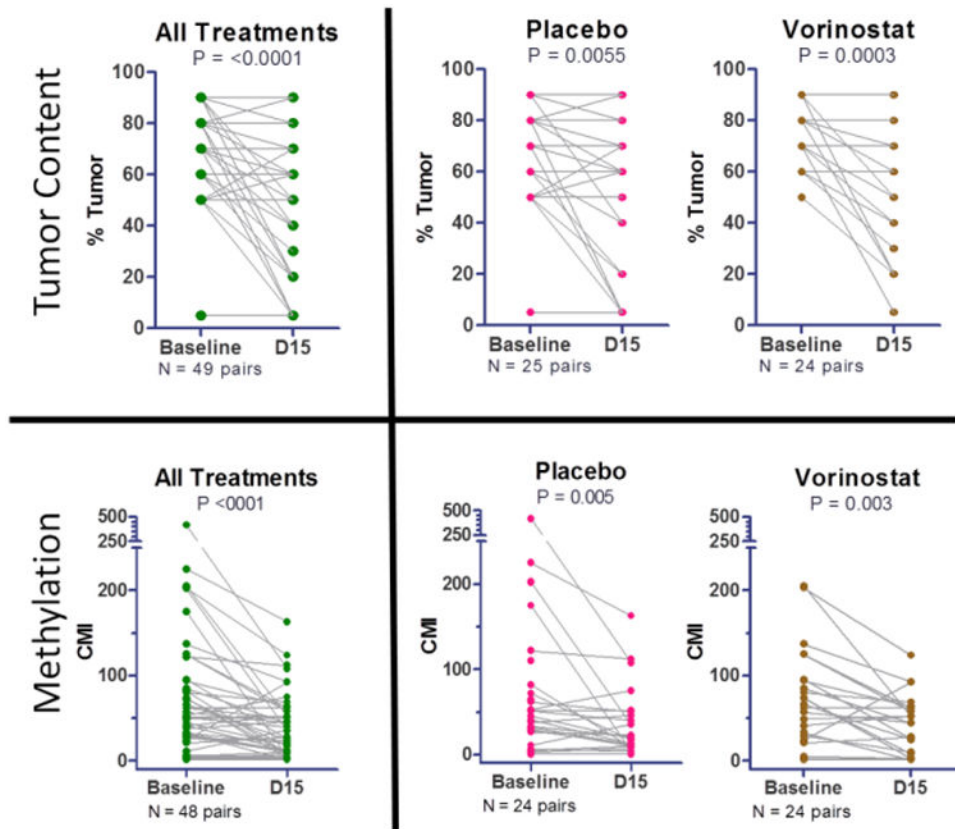 Tumor Content
All Treatments
P = <0.0001
100
80
60
40
20
0
% Tumor
Baseline D15
N = 49 pairs
Placebo
P = 0.0055
100
80
60
40
20
0
% Tumor
Baseline D15
N = 25 pairs
Vorinostat
P = 0.0003
100
80
60
40
20
0
% Tumor
Baseline D15
N = 24 pairs
Methylation
All Treatments
P <0001
500
250
200
100
0
CMI
Baseline D15
N = 48 pairs
Placebo
P = 0.005
500
250
200
100
0
CMI
Baseline D15
N = 24 pairs
Vorinostat
P = 0.003
500
250
200
100
0
CMI
Baseline D15
N = 24 pairs